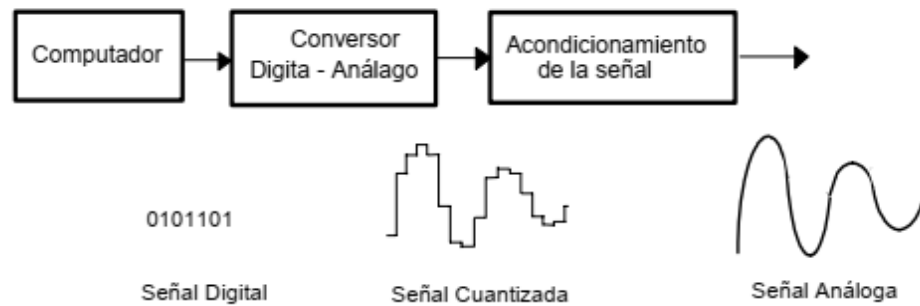 Computador
Conversor
Digita - Análago
Acondicionamiento
de la señal
0101101
Señal Digital
Señal Cuantizada
Señal Análoga